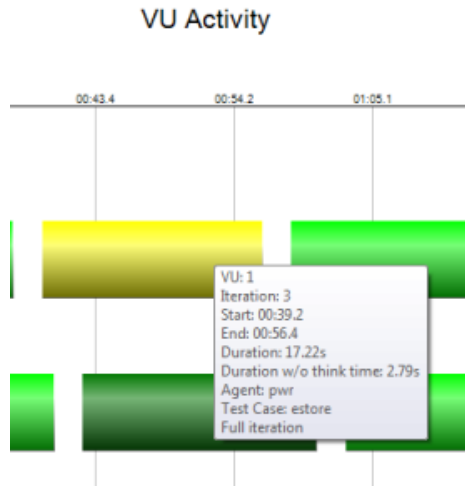 VU Activity
00:43.4 00:54.2 01:05.1
VU: 1
Iteration: 3
Start: 00:39.2
End: 00:56.4
Duration: 17.22s
Duration w/o think time: 2.79s
Agent: pwr
Test Case: estore
Full iteration